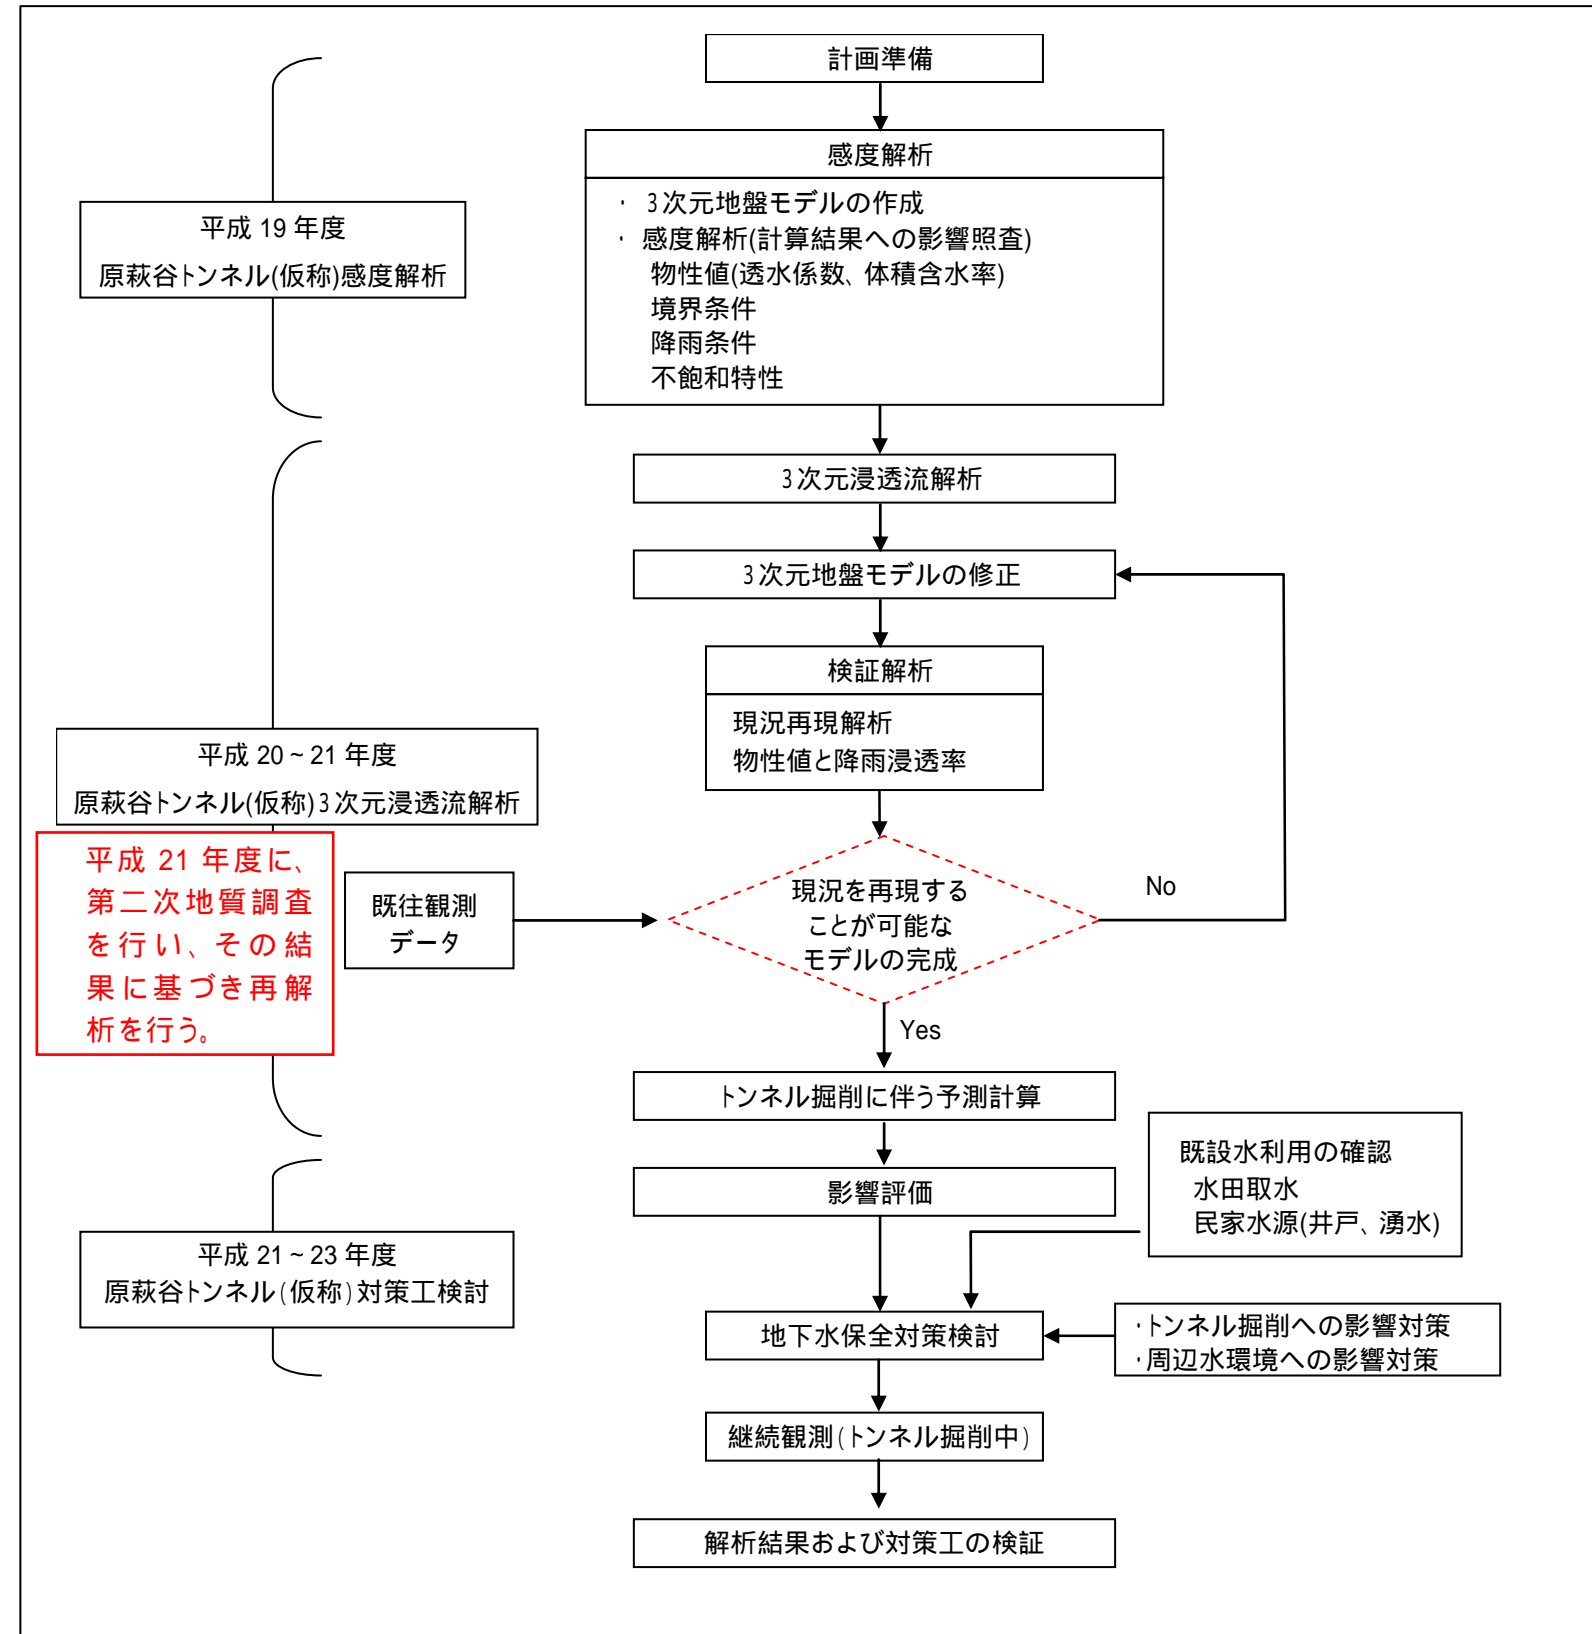 計画準備
感度解析
・ 3次元地盤モデルの作成
・ 感度解析(計算結果への影響照査)
物性値(透水係数、体積含水率)
境界条件
降雨条件
不飽和特性
平成 19 年度
原萩谷トンネル(仮称)感度解析
3次元浸透流解析
3次元地盤モデルの修正
検証解析
現況再現解析
物性値と降雨浸透率
平成 20~21 年度
原萩谷トンネル(仮称)3次元浸透流解析
平成 21 年度に、
第二次地質調査
を行い、その結
果に基づき再解
析を行う。
既往観測
データ
現況を再現する
ことが可能な
モデルの完成
No
Yes
トンネル掘削に伴う予測計算
影響評価
既設水利用の確認
水田取水
民家水源(井戸、湧水)
平成 21~23 年度
原萩谷トンネル(仮称)対策工検討
地下水保全対策検討
・トンネル掘削への影響対策
・周辺水環境への影響対策
継続観測(トンネル掘削中)
解析結果および対策工の検証